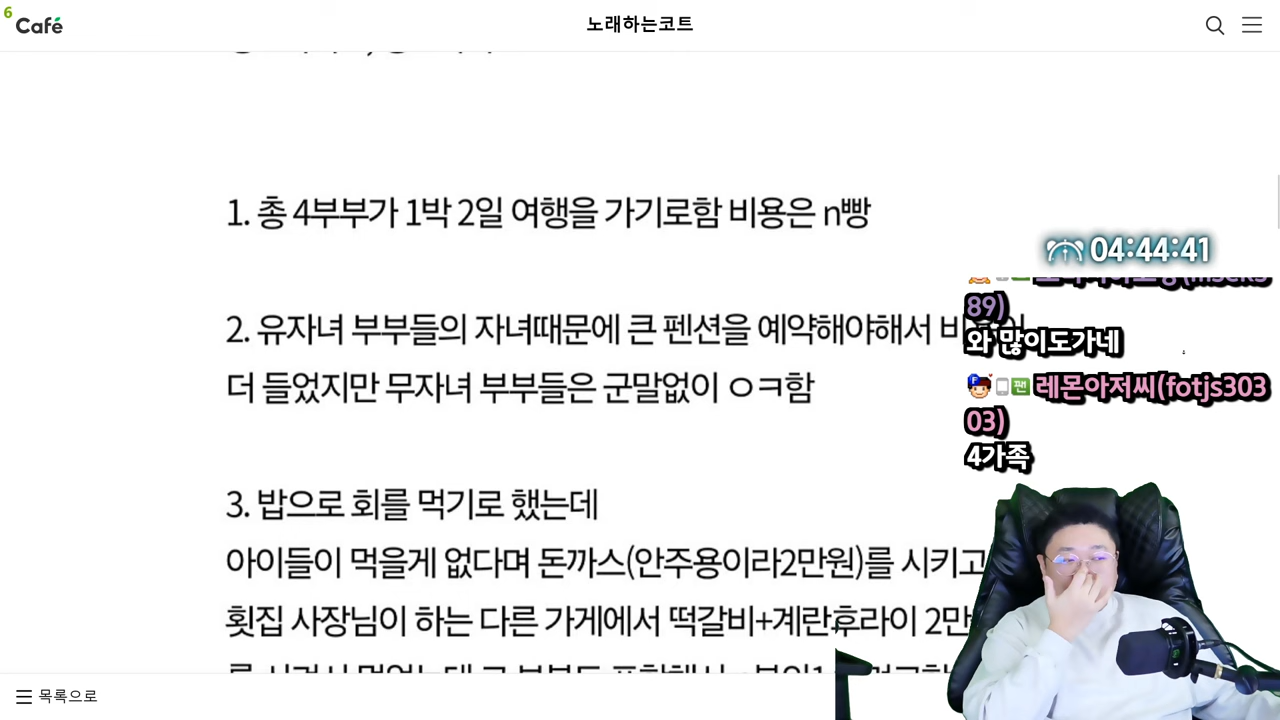 6
Café
노래하는코트
1. 총 4부부가 1박 2일 여행을 가기로함 비용은 n빵
04:44:41
2. 유자녀 부부들의 자녀때문에 큰 펜션을 예약해야해서
89)
와 많이도가네
더 들었지만 무자녀 부부들은 군말없이 ㅇㅋ함
짼 레몬아저씨(fotjs303
03)
4가족
3. 밥으로 회를 먹기로 했는데
아이들이 먹을게 없다며 돈까스(안주용이라2만원)를 시키고
횟집 사장님이 하는 다른 가게에서 떡갈비+계란후라이 2만
목록으로